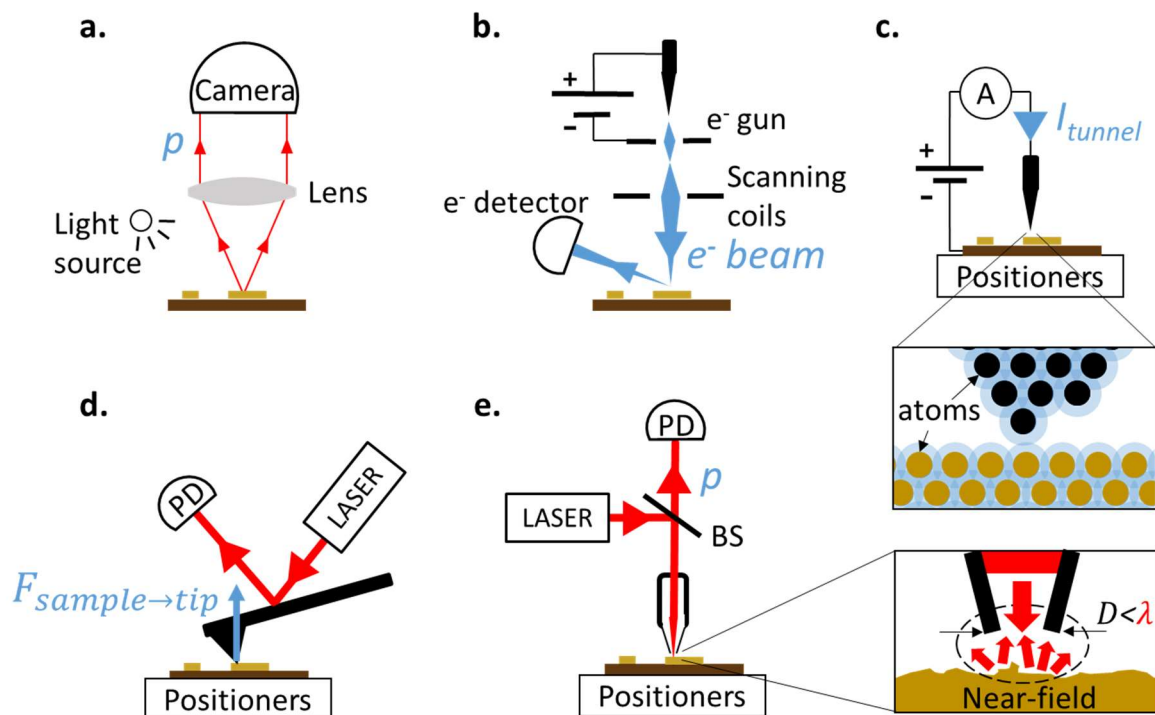 a.
Camera
p
Lens
Light
source
b.
+
−
e⁻ gun
Scanning
coils
e⁻ detector
e⁻ beam
c.
A
I_tunnel
+
−
Positioners
atoms
d.
PD
LASER
F_sample→tip
Positioners
e.
PD
p
LASER
BS
Positioners
D<λ
Near-field